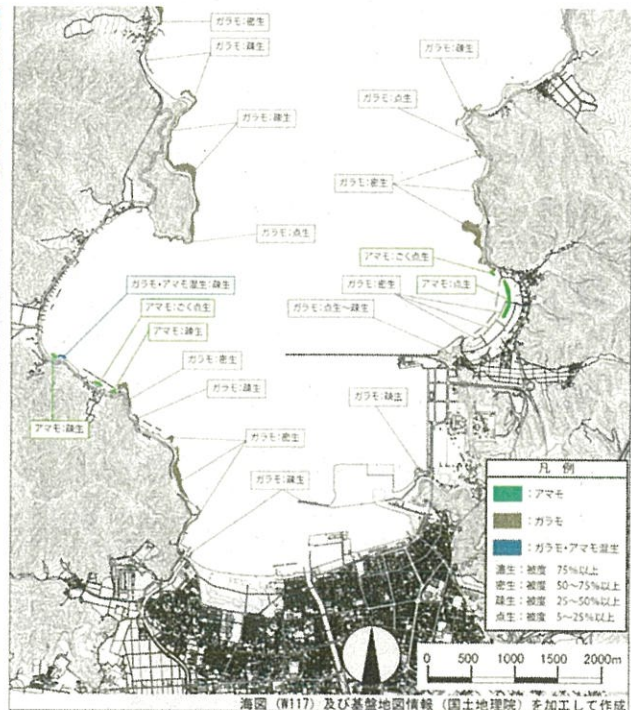 ガラモ:密生
ガラモ:疎生
ガラモ:疎生
ガラモ:疎生
ガラモ:点生
ガラモ:密生
ガラモ:点生
アマモ:ごく点生
ガラモ:密生
アマモ:点生
ガラモ:点生〜疎生
ガラモ・アマモ混生:疎生
アマモ:ごく点生
アマモ:疎生
ガラモ:密生
ガラモ:疎生
アマモ:疎生
ガラモ:密生
ガラモ:疎生
ガラモ:疎生
凡 例
:アマモ
:ガラモ
:ガラモ・アマモ混生
濃生:被度 75%以上
密生:被度 50〜75%以上
疎生:被度 25〜50%以上
点生:被度 5〜25%以上
0 500 1000 1500 2000m
海図(W117)及び基盤地図情報(国土地理院)を加工して作成